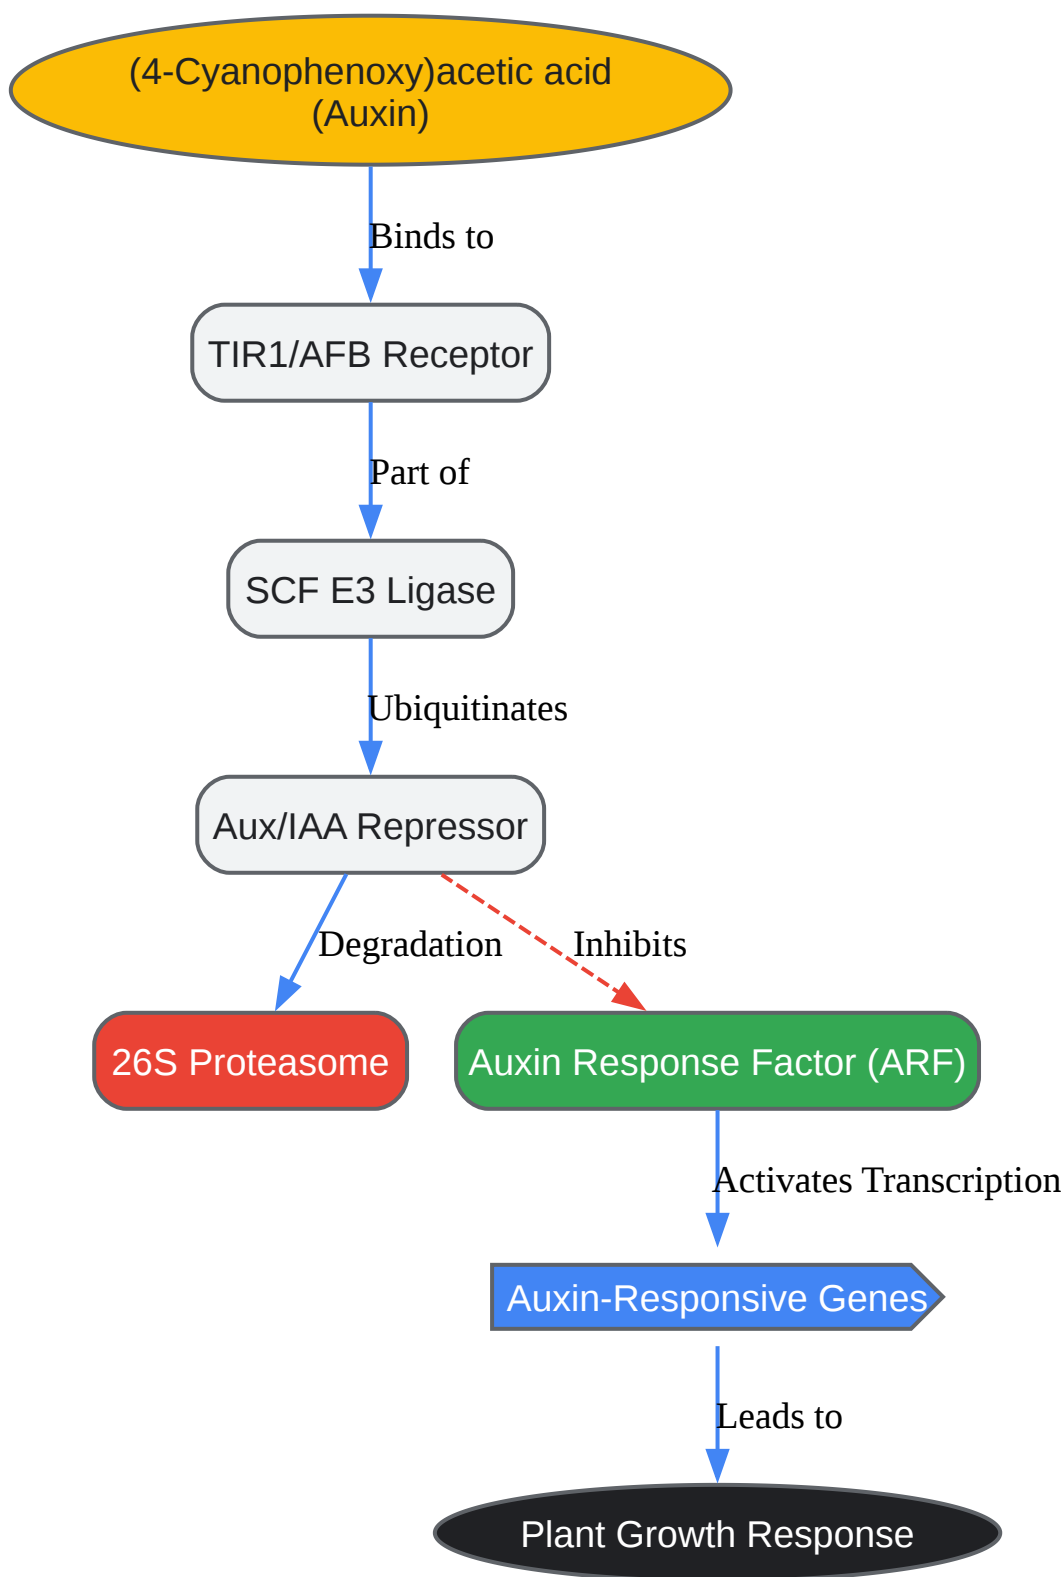 (4-Cyanophenoxy)acetic acid
(Auxin)
Binds to
TIR1/AFB Receptor
Part of
SCF E3 Ligase
Ubiquitinates
Aux/IAA Repressor
Degradation
Inhibits
26S Proteasome
Auxin Response Factor (ARF)
Activates Transcription
Auxin-Responsive Genes
Leads to
Plant Growth Response